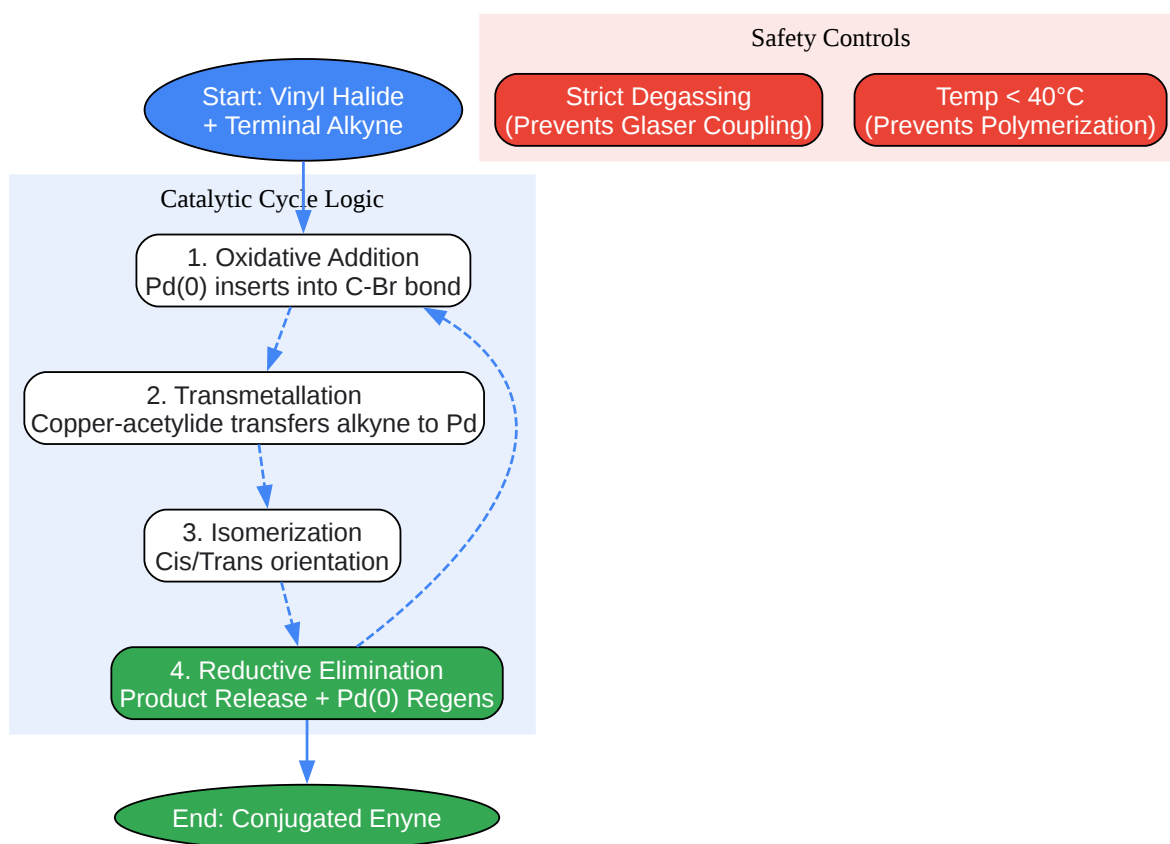 Safety Controls
Start: Vinyl Halide
+ Terminal Alkyne
Strict Degassing
(Prevents Glaser Coupling)
Temp < 40°C
(Prevents Polymerization)
Catalytic Cycle Logic
1. Oxidative Addition
Pd(0) inserts into C-Br bond
2. Transmetallation
Copper-acetylide transfers alkyne to Pd
3. Isomerization
Cis/Trans orientation
4. Reductive Elimination
Product Release + Pd(0) Regens
End: Conjugated Enyne